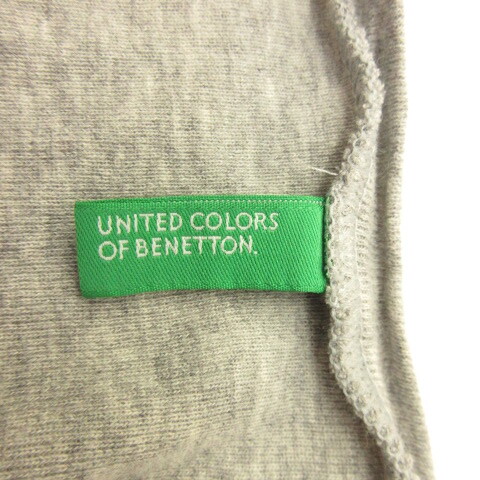 UNITED COLORS
OF BENETTON.